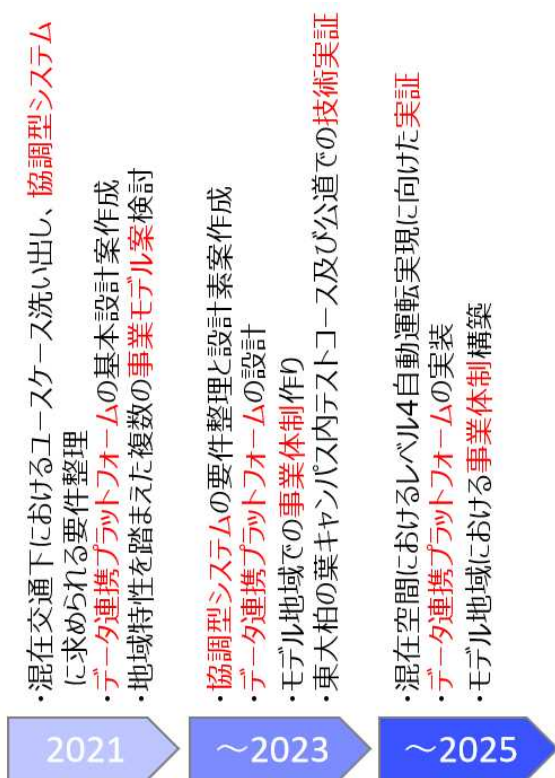 2021
・混在交通下におけるユースケース洗い出し、協調型システム
に求められる要件整理
・データ連携プラットフォームの基本設計案作成
・地域特性を踏まえた複数の事業モデル案検討
～2023
・協調型システムの要件整理と設計素案作成
・データ連携プラットフォームの設計
・モデル地域での事業体制作り
・東大柏の葉キャンパス内テストコース及び公道での技術実証
～2025
・混在空間におけるレベル4自動運転実現に向けた実証
・データ連携プラットフォームの実装
・モデル地域における事業体制構築